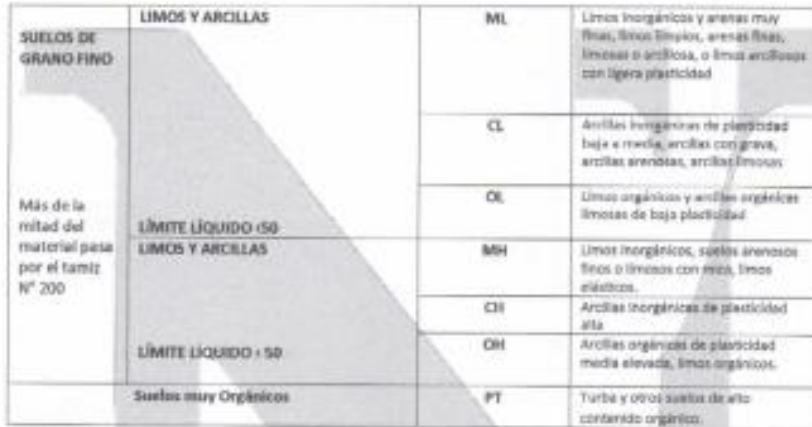 SUELOS DE
GRANO FINO
Más de la
mitad del
material pasa
por el tamiz
N° 200
LIMOS Y ARCILLAS
LÍMITE LÍQUIDO <50
ML
Limos inorgánicos y arenas muy
finas, limos limpios, arenas finas,
limosas o arcillosa, o limos arcillosos
con ligera plasticidad
CL
Arcillas inorgánicas de plasticidad
baja a media, arcillas con grava,
arcillas arenosas, arcillas limosas
OL
Limos orgánicos y arcillas orgánicas
limosas de baja plasticidad
LIMOS Y ARCILLAS
LÍMITE LÍQUIDO < 50
MH
Limos inorgánicos, suelos arenosos
finos o limosos con mica, limos
elásticos.
CH
Arcillas inorgánicas de plasticidad
alta
OH
Arcillas orgánicas de plasticidad
media elevada, limos orgánicos.
Suelos muy Orgánicos
PT
Turba y otros suelos de alto
contenido orgánico.